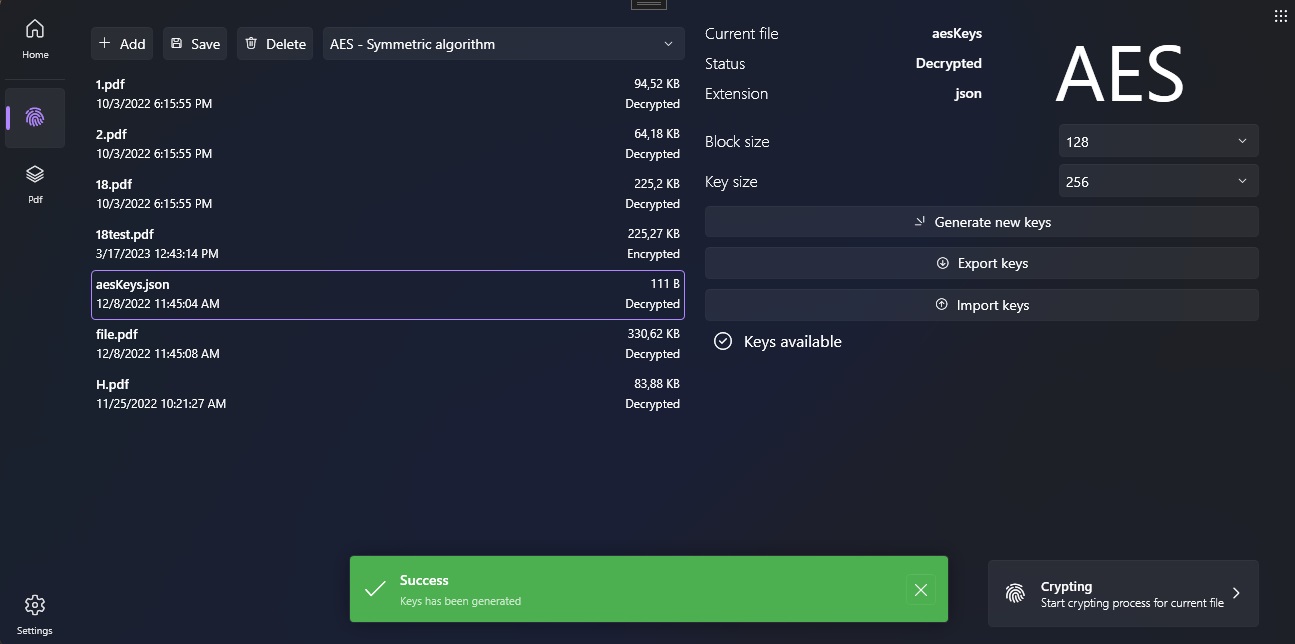 Home
Pdf
Settings
Add
Save
Delete
AES - Symmetric algorithm
1.pdf
94,52 KB
10/3/2022 6:15:55 PM
Decrypted
2.pdf
64,18 KB
10/3/2022 6:15:55 PM
Decrypted
18.pdf
225,2 KB
10/3/2022 6:15:55 PM
Decrypted
18test.pdf
225,27 KB
3/17/2023 12:43:14 PM
Encrypted
aesKeys.json
111 B
12/8/2022 11:45:04 AM
Decrypted
file.pdf
330,62 KB
12/8/2022 11:45:08 AM
Decrypted
H.pdf
83,88 KB
11/25/2022 10:21:27 AM
Decrypted
Current file
aesKeys
Status
Decrypted
Extension
json
AES
Block size
128
Key size
256
Generate new keys
Export keys
Import keys
Keys available
Success
Keys has been generated
Crypting
Start crypting process for current file